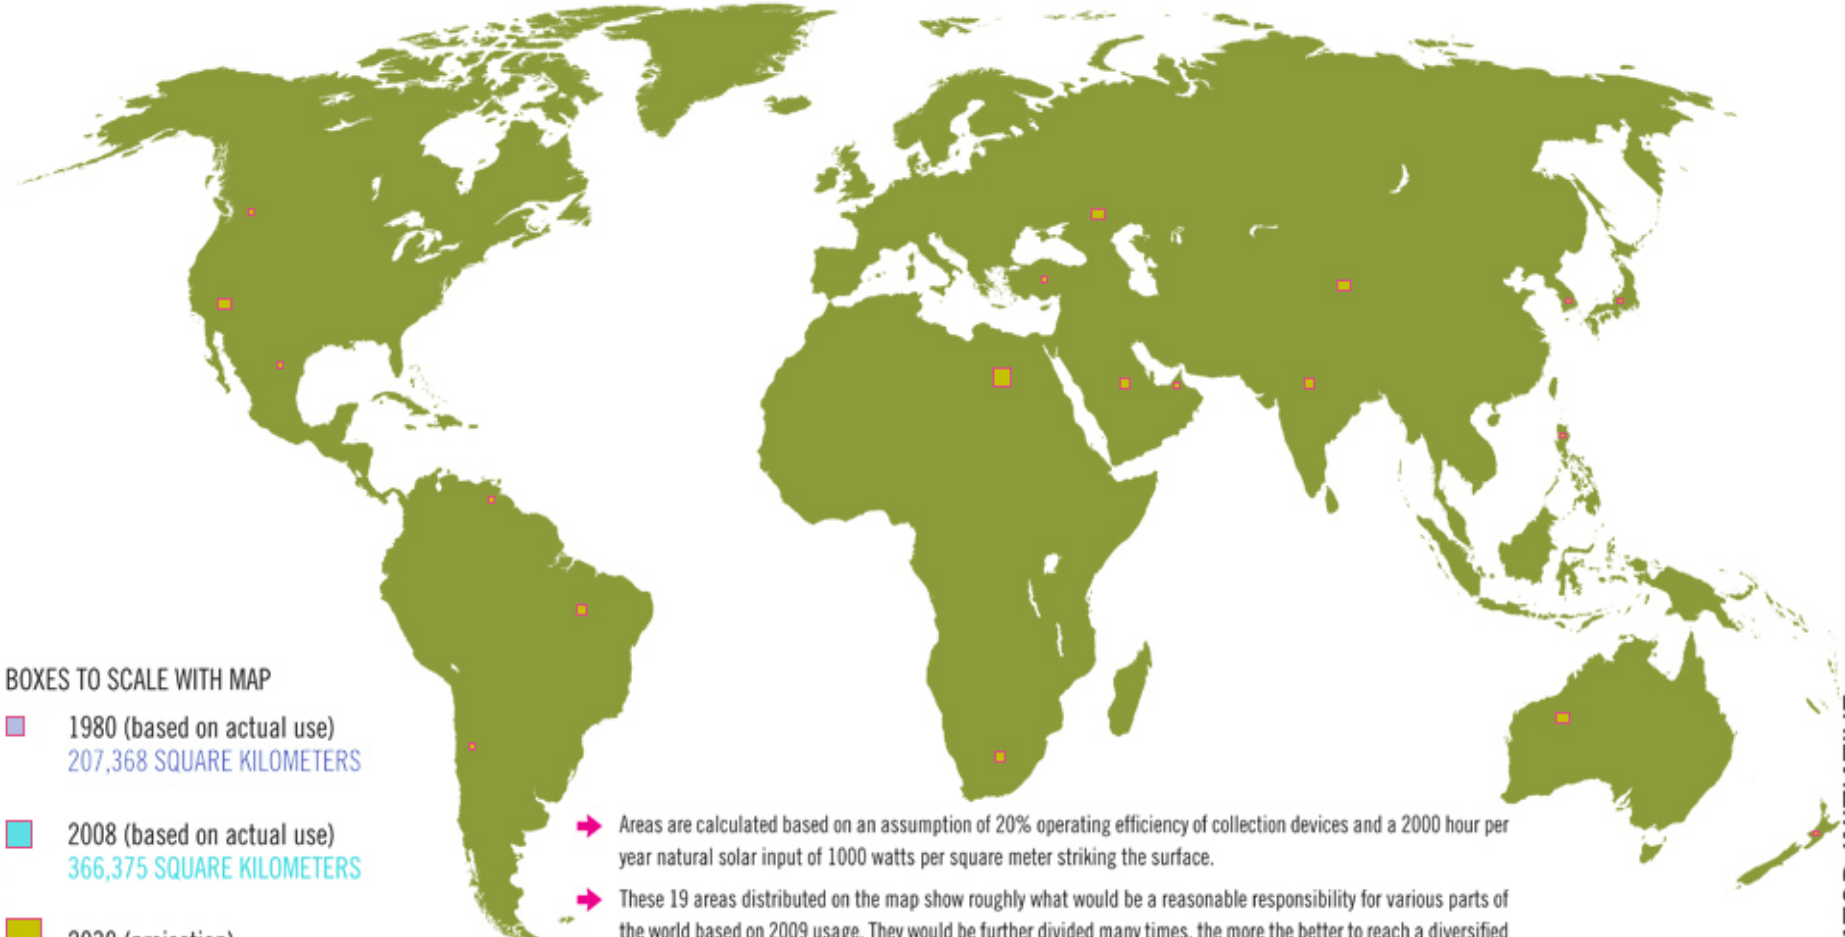 BOXES TO SCALE WITH MAP
1980 (based on actual use)
207,368 SQUARE KILOMETERS
2008 (based on actual use)
366,375 SQUARE KILOMETERS
Areas are calculated based on an assumption of 20% operating efficiency of collection devices and a 2000 hour per
year natural solar input of 1000 watts per square meter striking the surface.
These 19 areas distributed on the map show roughly what would be a reasonable responsibility for various parts of
the world based on 2009 usage. They would be further divided many times, the more the better to reach a diversified